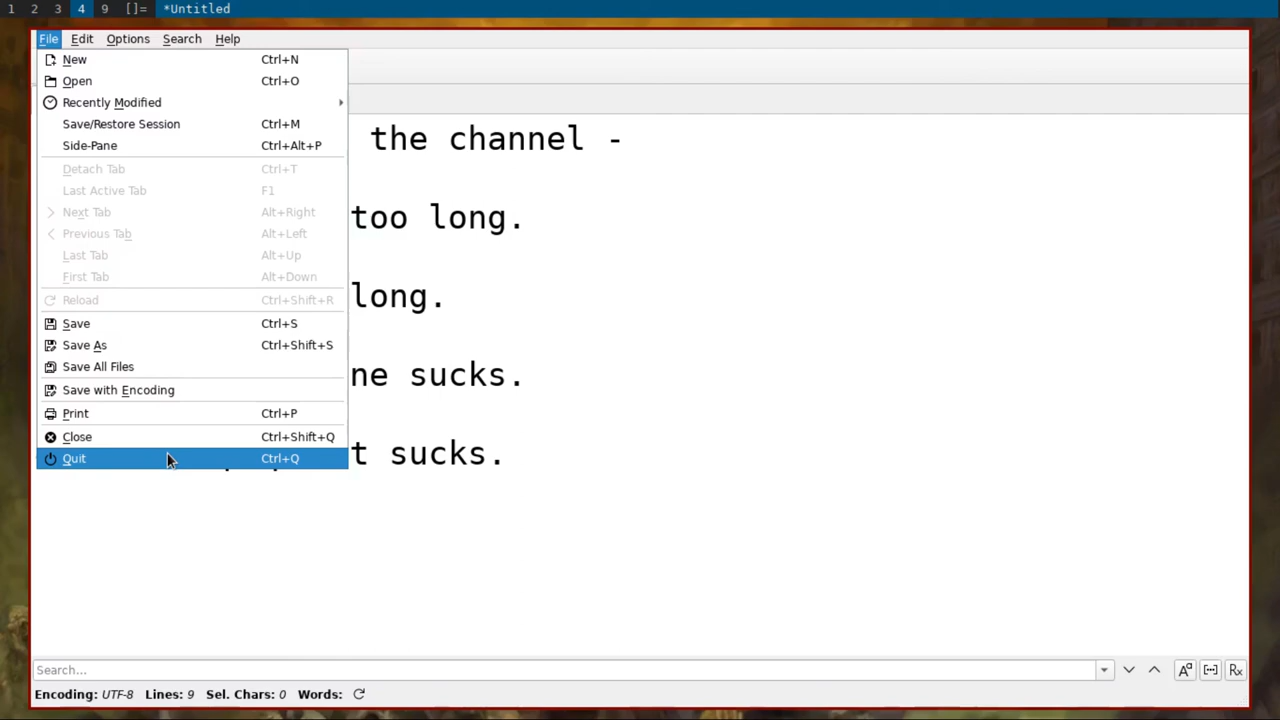 1 2 3 4 9 []= *Untitled
File Edit Options Search Help
New Ctrl+N
Open Ctrl+O
Recently Modified
Save/Restore Session Ctrl+M
Side-Pane Ctrl+Alt+P
Detach Tab Ctrl+T
Last Active Tab F1
Next Tab Alt+Right
Previous Tab Alt+Left
Last Tab Alt+Up
First Tab Alt+Down
Reload Ctrl+Shift+R
Save Ctrl+S
Save As Ctrl+Shift+S
Save All Files
Save with Encoding
Print Ctrl+P
Close Ctrl+Shift+Q
Quit Ctrl+Q
the channel -
too long.
long.
sucks.
sucks.
Search...
Encoding: UTF-8 Lines: 9 Sel. Chars: 0 Words: